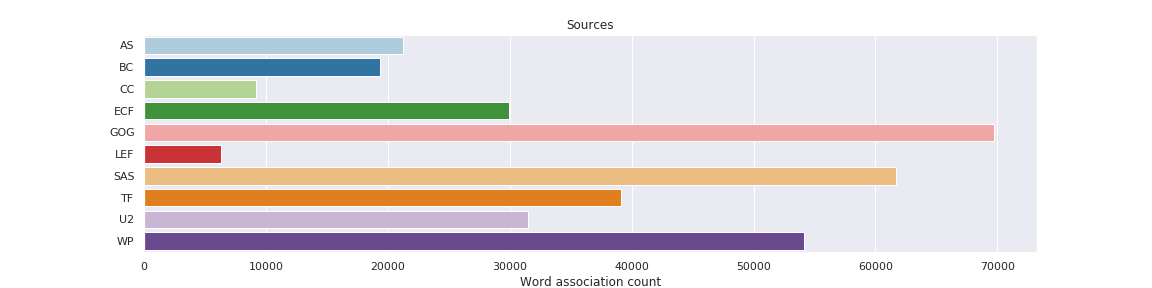 Sources
AS
BC
CC
ECF
GOG
LEF
SAS
TF
U2
WP
0 10000 20000 30000 40000 50000 60000 70000
Word association count